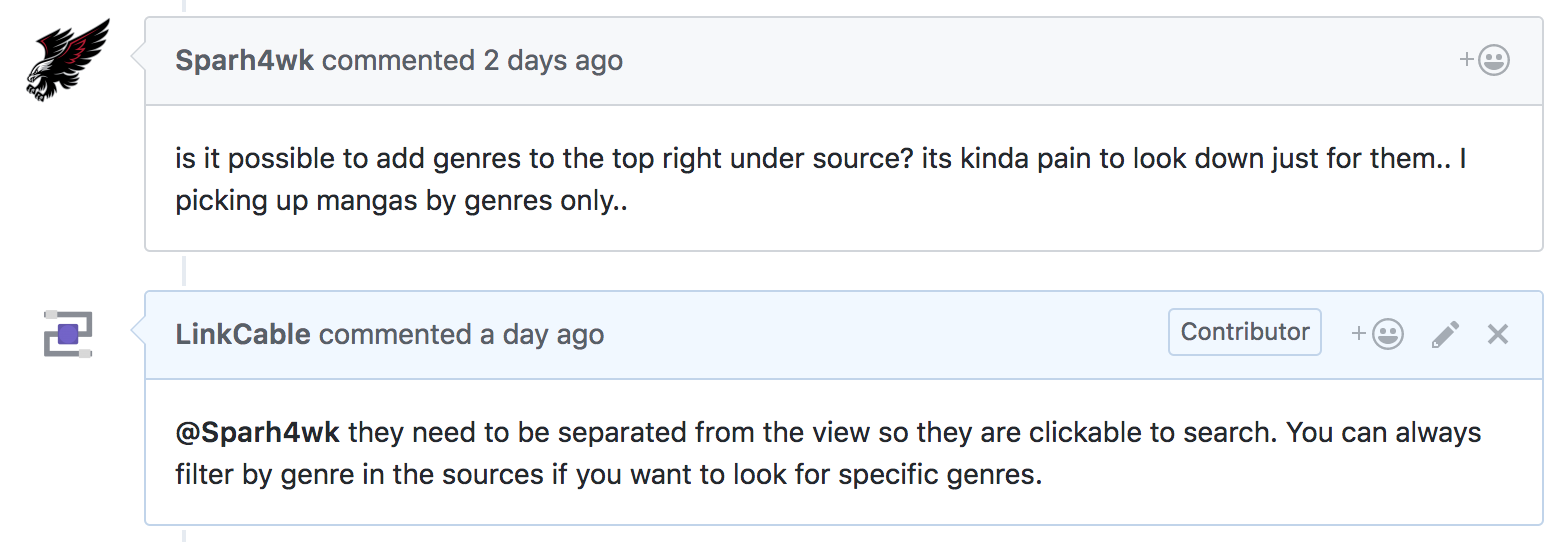 Sparh4wk commented 2 days ago
is it possible to add genres to the top right under source? its kinda pain to look down just for them.. I
picking up mangas by genres only..
LinkCable commented a day ago
Contributor
@Sparh4wk they need to be separated from the view so they are clickable to search. You can always
filter by genre in the sources if you want to look for specific genres.